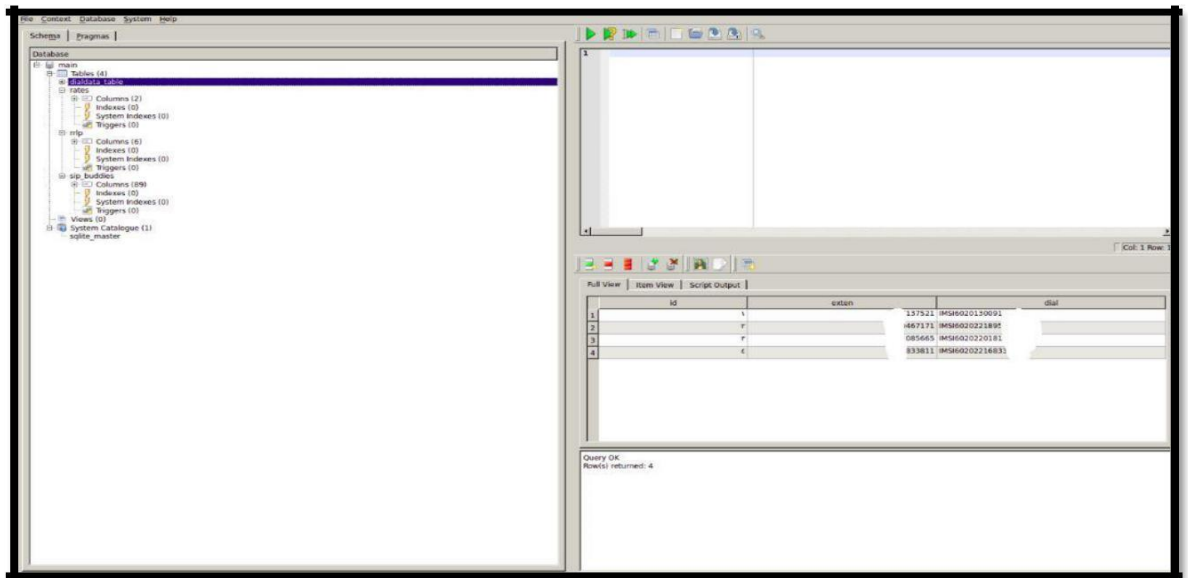 File Context Database System Help
Schema Pragmas
Database
main
Tables (4)
dialdata_table
rates
Columns (2)
Indexes (0)
System Indexes (0)
Triggers (0)
rrlp
Columns (6)
Indexes (0)
System Indexes (0)
Triggers (0)
sip_buddies
Columns (89)
Indexes (0)
System Indexes (0)
Triggers (0)
Views (0)
System Catalogue (1)
sqlite_master
1
Col: 1 Row: 1
Full View Item View Script Output
id exten dial
1 ١ 137521 IMSI6020130091
2 467171
3 085665 IMSI6020220181
4 833811 IMSI60202216831
Query OK
Row(s) returned: 4